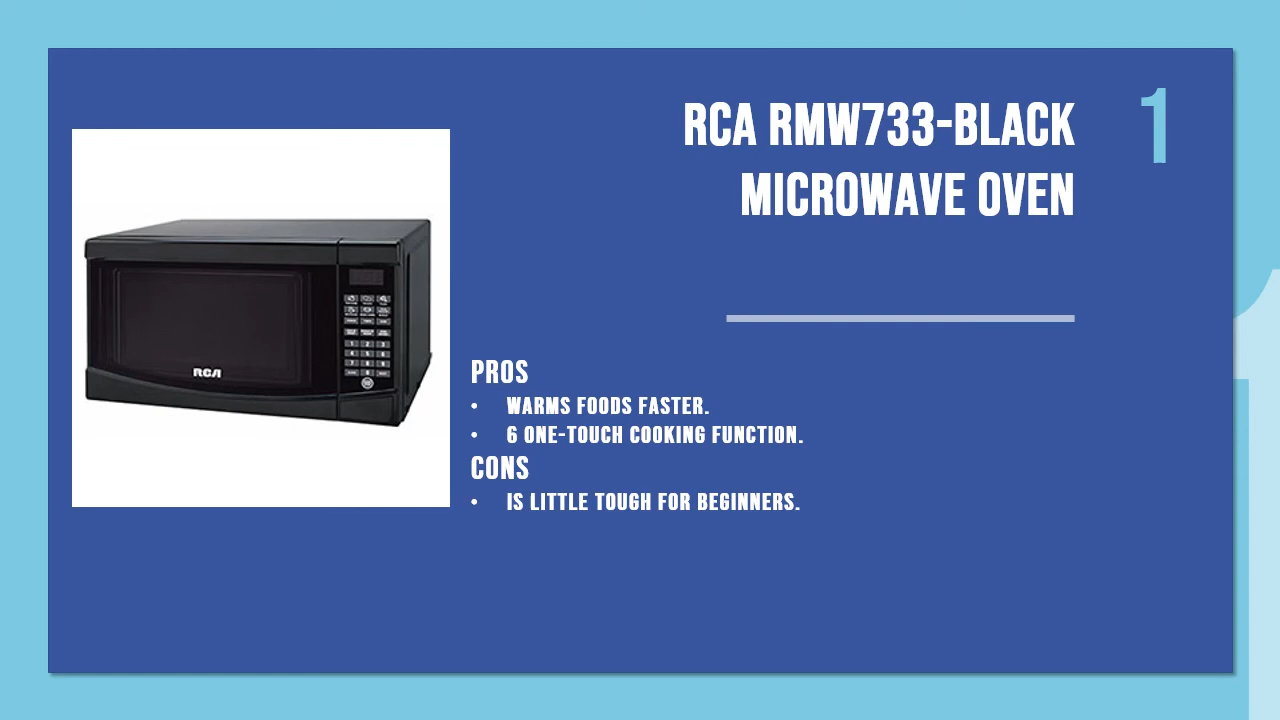 RCA RMW733-BLACK
MICROWAVE OVEN
1
RCA
PROS
• WARMS FOODS FASTER.
• 6 ONE-TOUCH COOKING FUNCTION.
CONS
• IS LITTLE TOUGH FOR BEGINNERS.